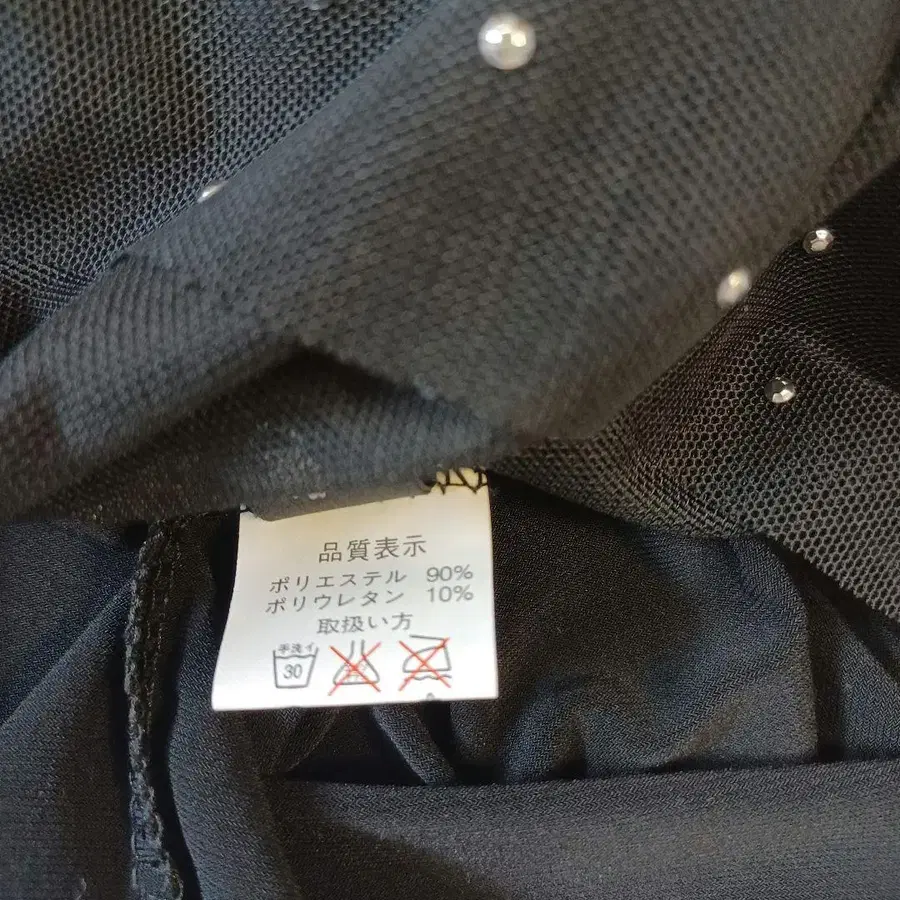 品質表示
ポリエステル 90%
ポリウレタン 10%
取扱い方
手洗イ
30